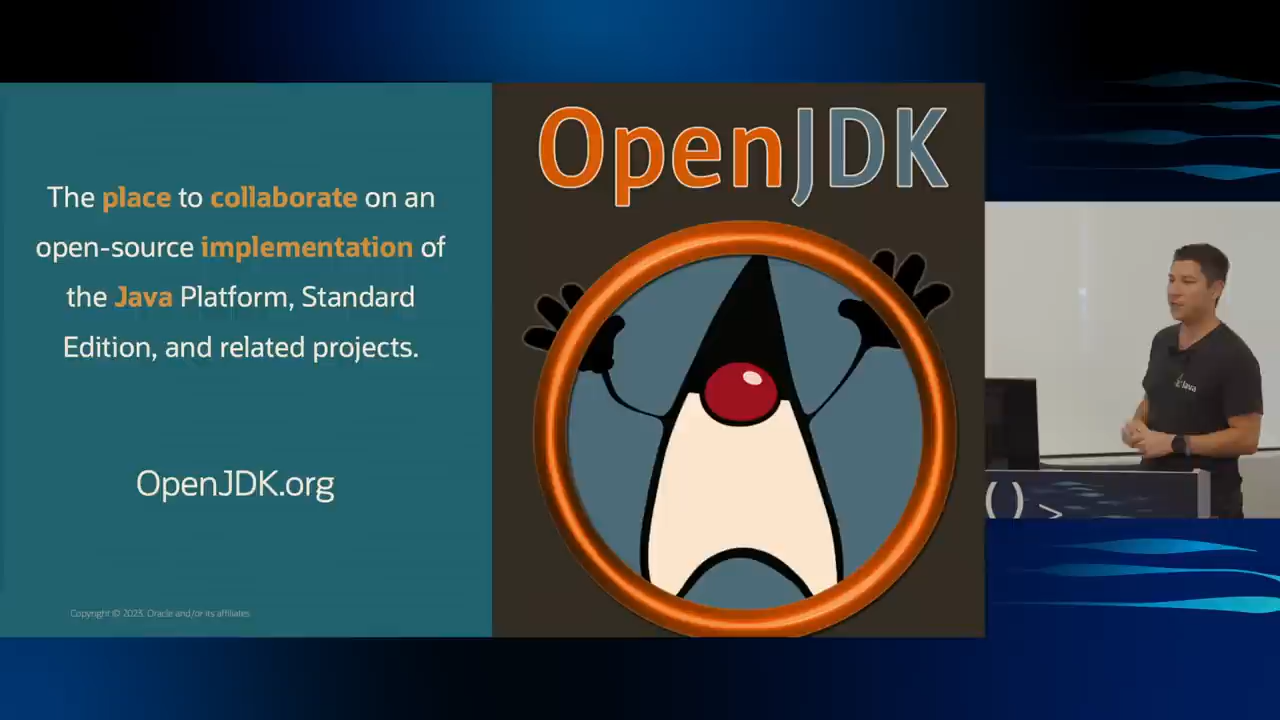 The place to collaborate on an
open-source implementation of
the Java Platform, Standard
Edition, and related projects.
OpenJDK.org
Copyright © 2023, Oracle and/or its affiliates
OpenJDK
Java
() >